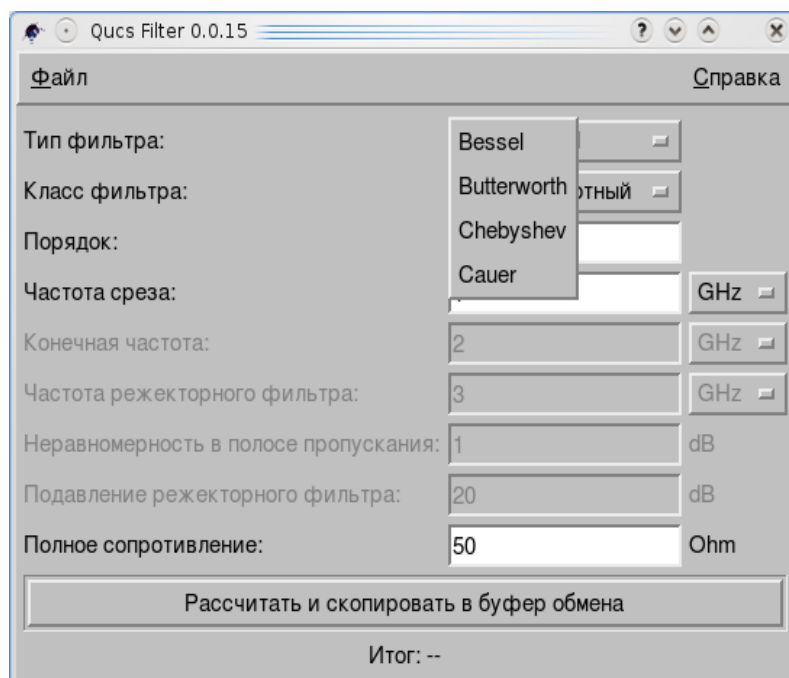 Qucs Filter 0.0.15
Файл Справка
Тип фильтра: Bessel
Butterworth
Chebyshev
Cauer
Класс фильтра:
Порядок:
Частота среза: GHz
Конечная частота: 2 GHz
Частота режекторного фильтра: 3 GHz
Неравномерность в полосе пропускания: 1 dB
Подавление режекторного фильтра: 20 dB
Полное сопротивление: 50 Ohm
Рассчитать и скопировать в буфер обмена
Итог: --